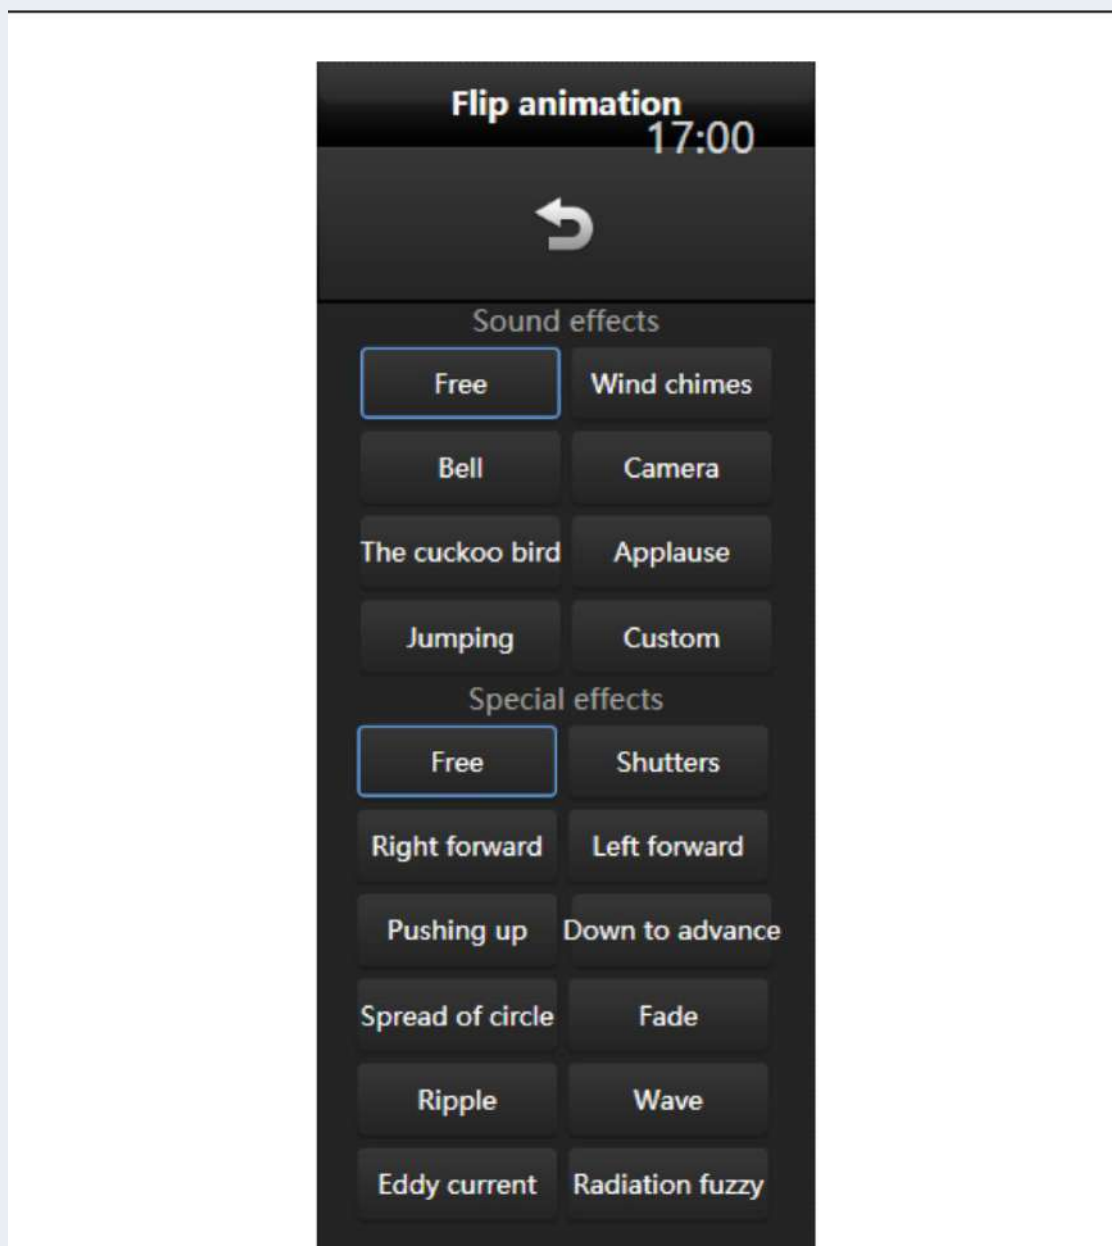 Flip animation
17:00
Sound effects
Free Wind chimes
Bell Camera
The cuckoo bird Applause
Jumping Custom
Special effects
Free Shutters
Right forward Left forward
Pushing up Down to advance
Spread of circle Fade
Ripple Wave
Eddy current Radiation fuzzy